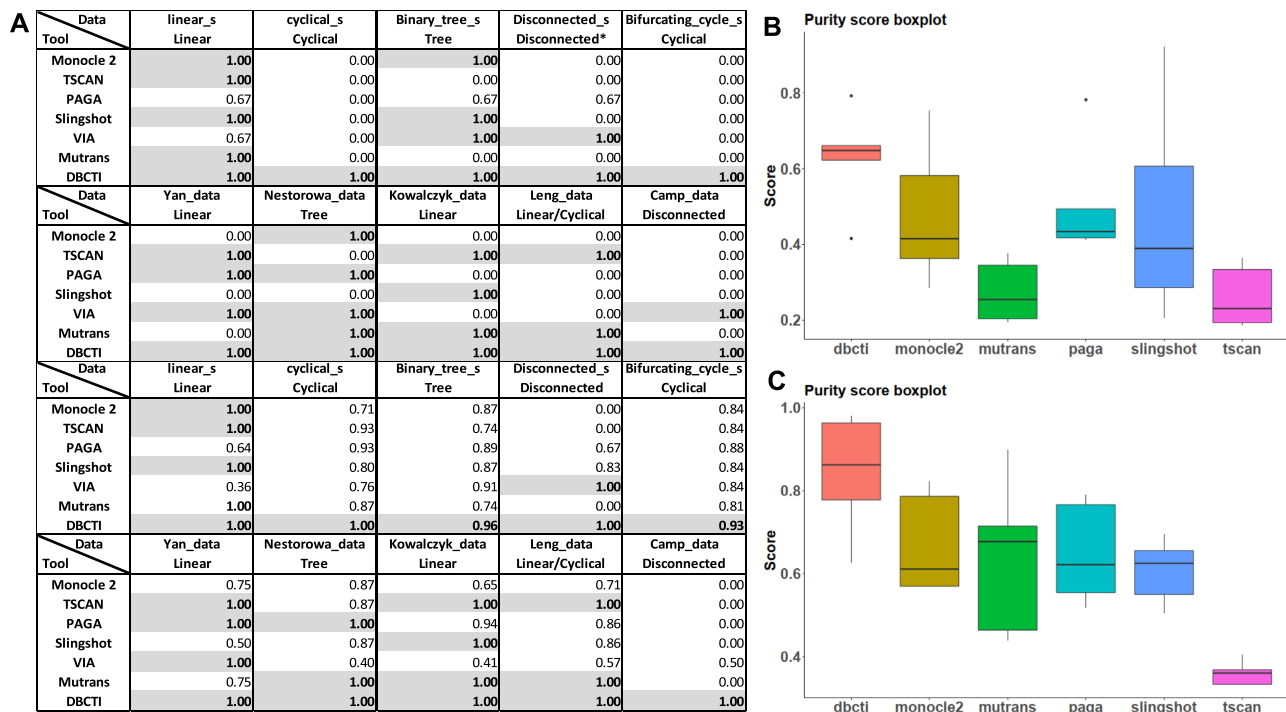 A
Data linear_s cyclical_s Binary_tree_s Disconnected_s Bifurcating_cycle_s
Tool Linear Cyclical Tree Disconnected* Cyclical
Monocle 2 1.00 0.00 1.00 0.00 0.00
TSCAN 1.00 0.00 0.00 0.00 0.00
PAGA 0.67 0.00 0.67 0.67 0.00
Slingshot 1.00 0.00 1.00 0.00 0.00
VIA 0.67 0.00 1.00 1.00 0.00
Mutrans 1.00 0.00 0.00 0.00 0.00
DBCTI 1.00 1.00 1.00 1.00 1.00
Data Yan_data Nestorowa_data Kowalczyk_data Leng_data Camp_data
Tool Linear Tree Linear Linear/Cyclical Disconnected
Monocle 2 0.00 1.00 0.00 0.00 0.00
TSCAN 1.00 0.00 1.00 1.00 0.00
PAGA 1.00 1.00 0.00 0.00 0.00
Slingshot 0.00 0.00 1.00 0.00 0.00
VIA 1.00 1.00 0.00 0.00 1.00
Mutrans 0.00 1.00 1.00 1.00 0.00
DBCTI 1.00 1.00 1.00 1.00 1.00
Data linear_s cyclical_s Binary_tree_s Disconnected_s Bifurcating_cycle_s
Tool Linear Cyclical Tree Disconnected Cyclical
Monocle 2 1.00 0.71 0.87 0.00 0.84
TSCAN 1.00 0.93 0.74 0.00 0.84
PAGA 0.64 0.93 0.89 0.67 0.88
Slingshot 1.00 0.80 0.87 0.83 0.84
VIA 0.36 0.76 0.91 1.00 0.84
Mutrans 1.00 0.87 0.74 0.00 0.81
DBCTI 1.00 1.00 0.96 1.00 0.93
Data Yan_data Nestorowa_data Kowalczyk_data Leng_data Camp_data
Tool Linear Tree Linear Linear/Cyclical Disconnected
Monocle 2 0.75 0.87 0.65 0.71 0.00
TSCAN 1.00 0.87 1.00 1.00 0.00
PAGA 1.00 1.00 0.94 0.86 0.00
Slingshot 0.50 0.87 1.00 0.86 0.00
VIA 1.00 0.40 0.41 0.57 0.50
Mutrans 0.75 1.00 1.00 1.00 0.00
DBCTI 1.00 1.00 1.00 1.00 1.00
B
Purity score boxplot
Score
0.8
0.6
0.4
0.2
dbcti monocle2 mutrans paga slingshot tscan
C
Purity score boxplot
Score
1.0
0.8
0.6
0.4
dbcti monocle2 mutrans paga slingshot tscan